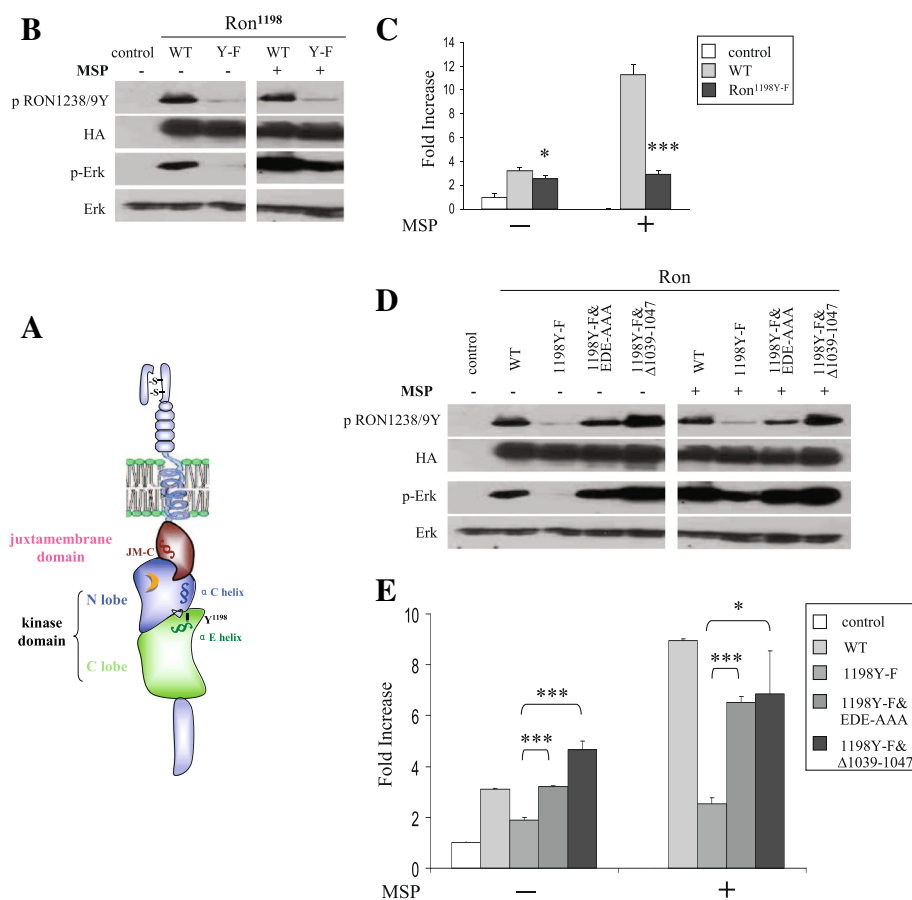 B
Ron1198
control WT Y-F WT Y-F
MSP - - + +
p RON1238/9Y
HA
p-Erk
Erk
C
Fold Increase
14
12
10
8
6
4
2
0
* ***
MSP — +
control
WT
Ron1198Y-F
A
-S-
-S-
juxtamembrane
domain
JM-C
N lobe
α C helix
kinase
domain
Y1198
α E helix
C lobe
D
Ron
control
WT
1198Y-F
1198Y-F&
EDE-AAA
1198Y-F&
Δ1039-1047
WT
1198Y-F
1198Y-F&
EDE-AAA
1198Y-F&
Δ1039-1047
MSP
- - - - - + + + +
p RON1238/9Y
HA
p-Erk
Erk
E
Fold Increase
10
8
6
4
2
0
***
***
*
***
MSP — +
control
WT
1198Y-F
1198Y-F&
EDE-AAA
1198Y-F&
Δ1039-1047